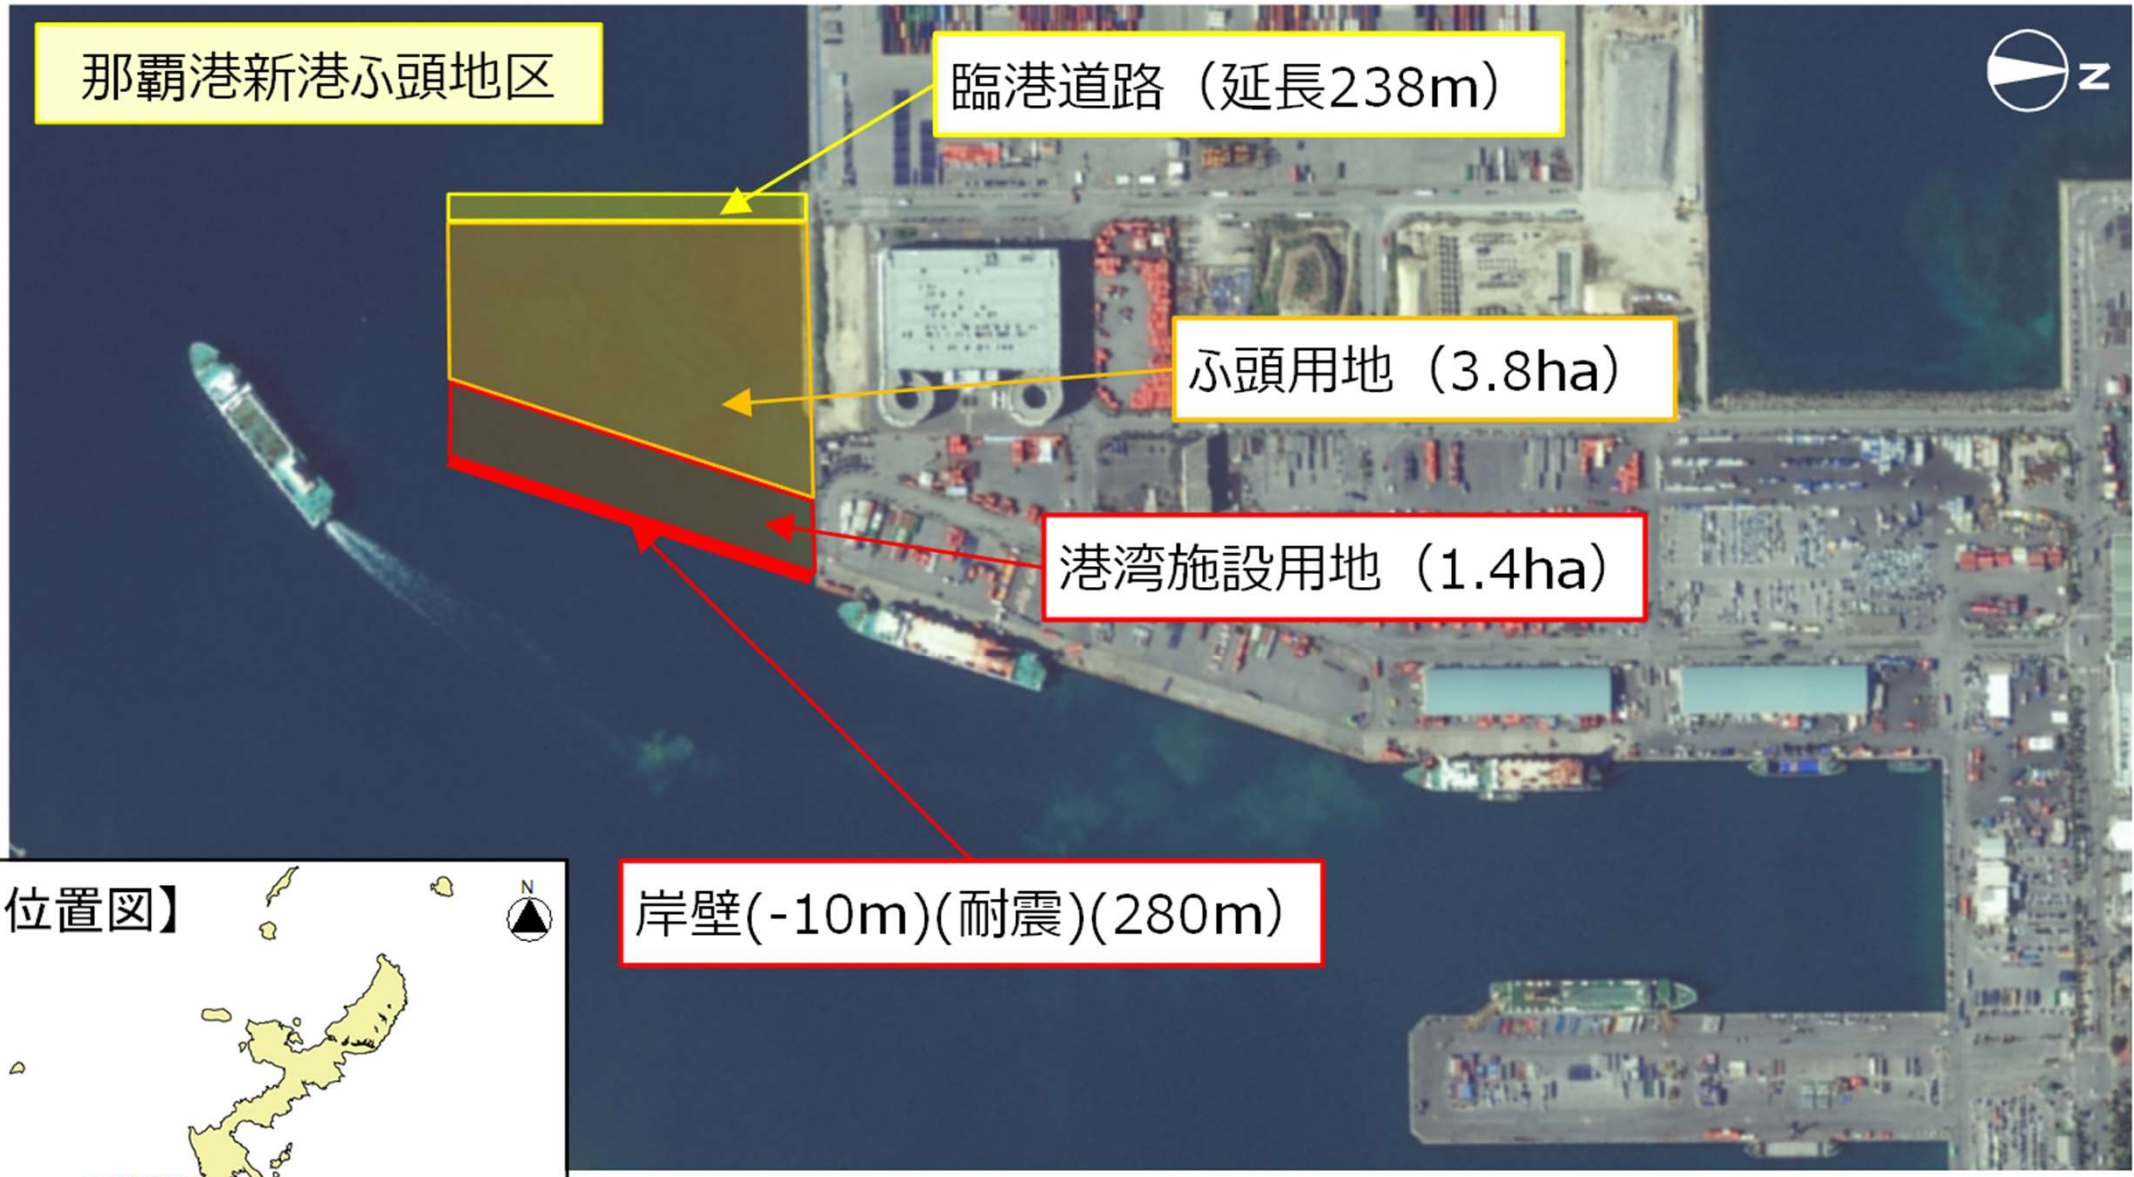 那覇港新港ふ頭地区
臨港道路（延長238m）
N
ふ頭用地（3.8ha）
港湾施設用地（1.4ha）
岸壁(-10m)(耐震)(280m）
位置図】
N